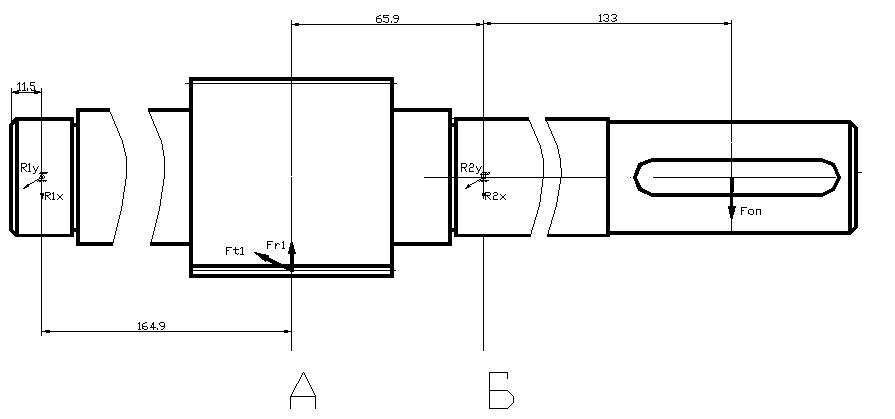 65.9
133
11.5
R1y
R1x
R2y
R2x
Fоп
Fr1
Ft1
164.9
А Б